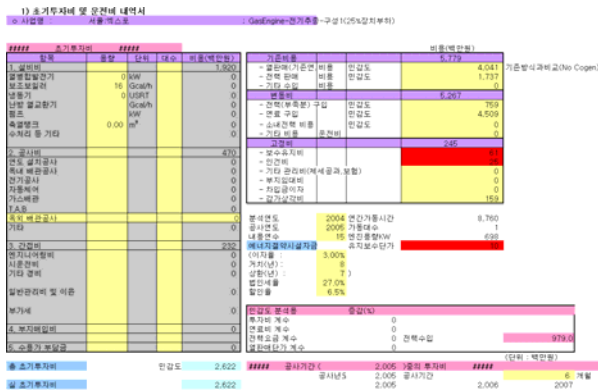 1) 초기투자비 및 운전비 내역서
○ 사업명 : 서울/엑스포 : GasEngine-전기추종-구성1(25%장치부하)
비용(백만원)
##### 초기투자비 #####
항목 용량 단위 대수 비용(백만원)
1. 설비비 1,920
열병합발전기 0 kW 0
보조보일러 16 Gcal/h 0
냉동기 0 USRT 0
난방 열교환기 Gcal/h 0
펌프 kW 0
축열탱크 0.00 m³ 0
수처리 등 기타 0
2. 공사비 470
연도 설치공사 0
옥내 배관공사 0
전기공사 0
자동제어 0
가스배관 0
T.A.B 0
옥외 배관공사 0
기타 0
3. 간접비 232
엔지니어링비 0
시운전비 0
기타 경비 0
일반관리비 및 이윤 0
부가세 0
4. 부지매입비 0
5. 수용가 부담금 0
총 초기투자비 민감도 2,622
실 초기투자비 2,622
기준비용 5,779
- 열판매(기준연 비용 민감도 4,041 기존방식과비교(No Cogen)
- 전력 판매 비용 민감도 1,737
- 기타 수입 비용 0
변동비 5,267
- 전력(부족분) 구입 민감도 759
- 연료 구입 민감도 4,509
- 소내전력 비용 민감도 0
- 기타 비용 운전비 0
고정비 245
- 보수유지비
- 인건비
- 기타 관리비(제세공과,보험) 0
- 부지임대비 0
- 차입금이자 0
- 감가상각비 159
분석연도 2004 연간가동시간 8,760
공사연도 2005 가동대수 1
내용연수 15 엔진용량kW 698
에너지절약시설자금 유지보수단가
(이자율 : 3.00%
거치(년) : 8
상환(년) : 7 )
법인세율 27.0%
할인율 6.5%
민감도 분석용 증감(%)
투자비 계수 0
연료비 계수 0
전력요금 계수 0 전력수입 979.0
열판매단가 계수 0
(단위 : 백만원)
##### 공사기간 ( 2,005 )중의 투자비 #####
공사년도 2,005 공사기간 6 개월
2,005 2,006 2007